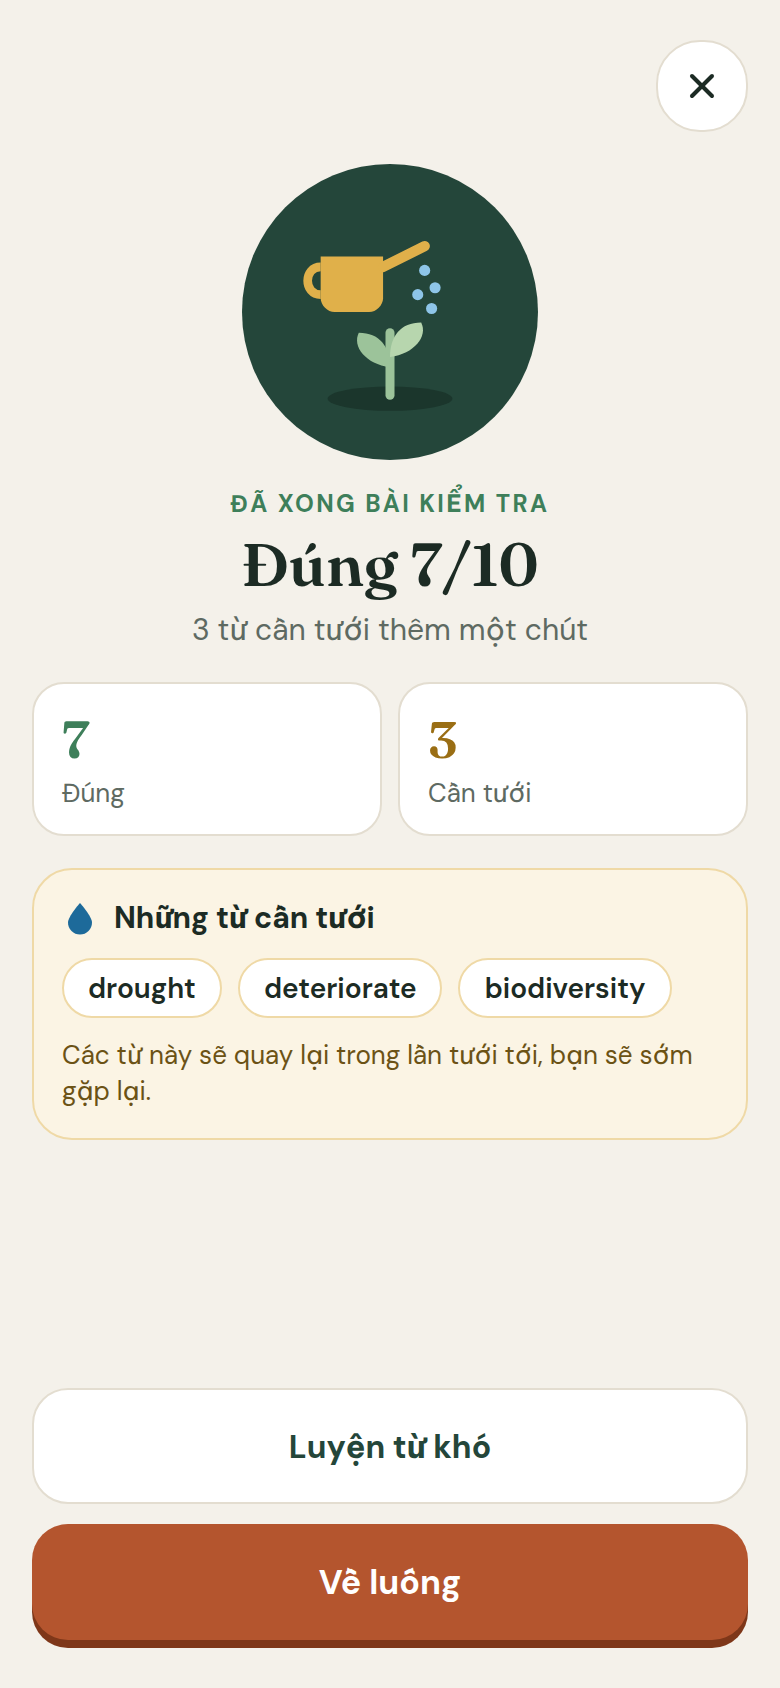 ĐÃ XONG BÀI KIỂM TRA
Đúng 7/10
3 từ cần tưới thêm một chút
7
Đúng
3
Cần tưới
Những từ cần tưới
drought
deteriorate
biodiversity
Các từ này sẽ quay lại trong lần tưới tới, bạn sẽ sớm
gặp lại.
Luyện từ khó
Về luống